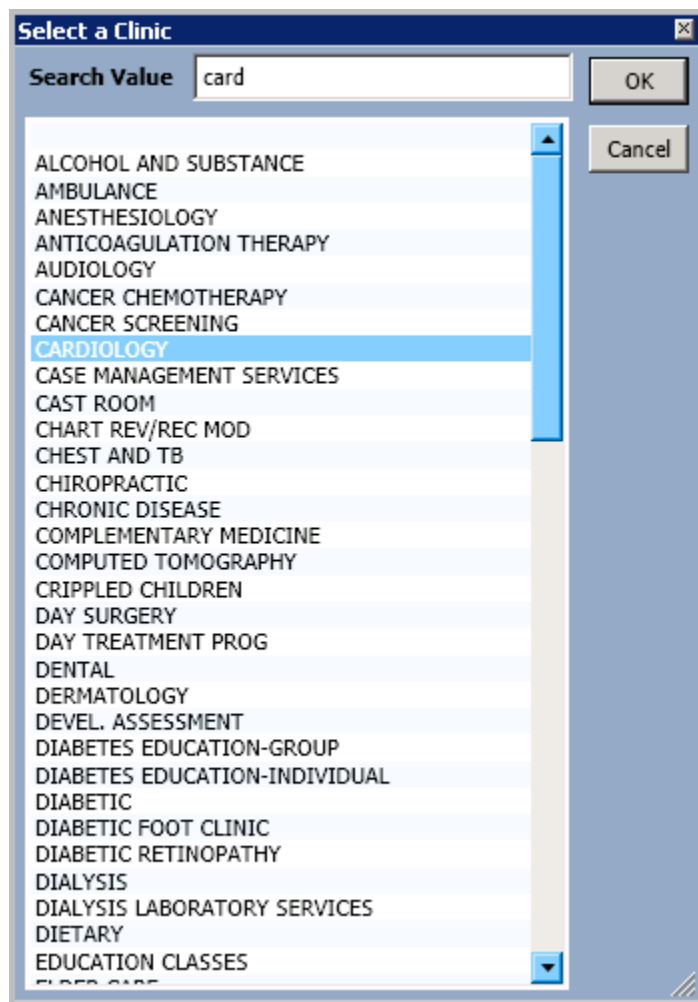 Select a Clinic
Search Value card OK
Cancel
ALCOHOL AND SUBSTANCE
AMBULANCE
ANESTHESIOLOGY
ANTICOAGULATION THERAPY
AUDIOLOGY
CANCER CHEMOTHERAPY
CANCER SCREENING
CARDIOLOGY
CASE MANAGEMENT SERVICES
CAST ROOM
CHART REV/REC MOD
CHEST AND TB
CHIROPRACTIC
CHRONIC DISEASE
COMPLEMENTARY MEDICINE
COMPUTED TOMOGRAPHY
CRIPPLED CHILDREN
DAY SURGERY
DAY TREATMENT PROG
DENTAL
DERMATOLOGY
DEVEL. ASSESSMENT
DIABETES EDUCATION-GROUP
DIABETES EDUCATION-INDIVIDUAL
DIABETIC
DIABETIC FOOT CLINIC
DIABETIC RETINOPATHY
DIALYSIS
DIALYSIS LABORATORY SERVICES
DIETARY
EDUCATION CLASSES
ELDER CARE